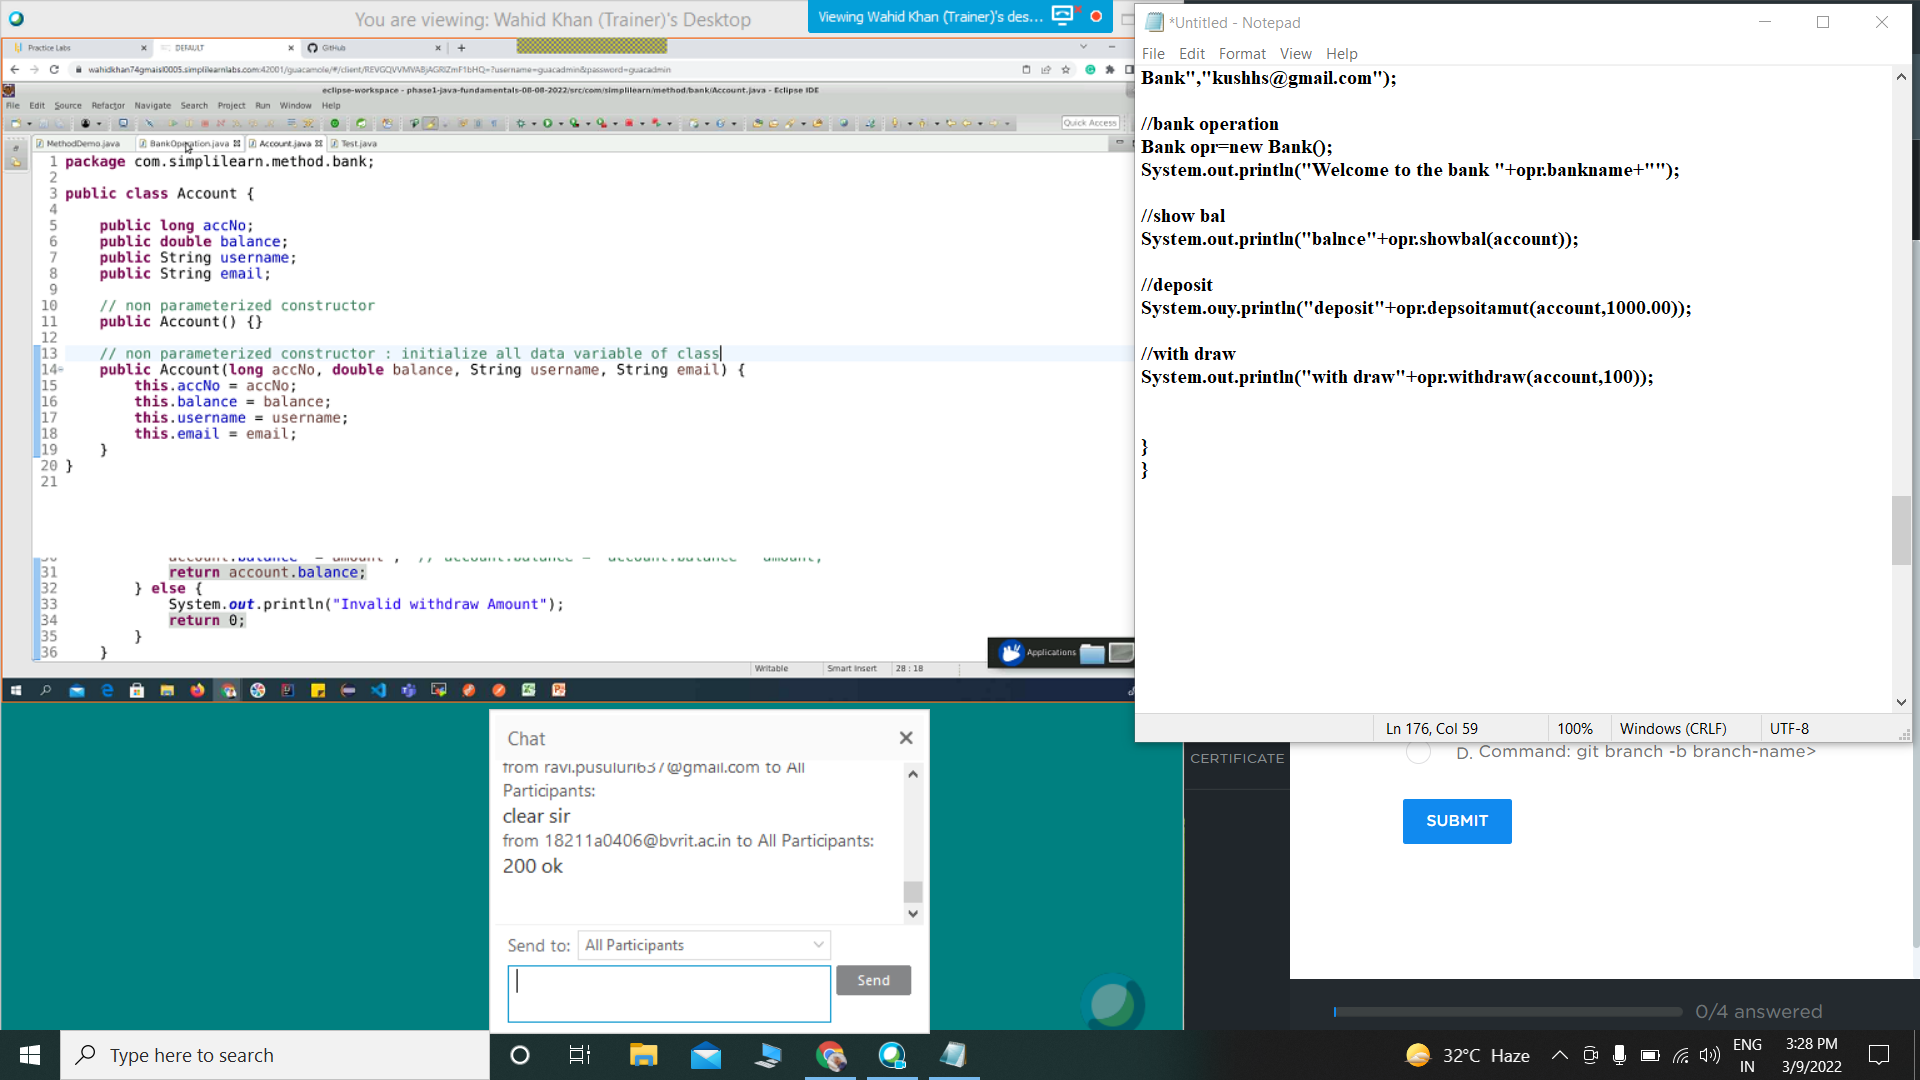 You are viewing: Wahid Khan (Trainer)'s Desktop
Viewing Wahid Khan (Trainer)'s des...
Practice Labs
DEFAULT
GitHub
eclipse-workspace - phase1-java-fundamentals-08-08-2022/src/com/simplilearn/method/bank/Account.java - Eclipse IDE
File Edit Source Refactor Navigate Search Project Run Window Help
Quick Access
MethodDemo.java BankOperation.java Account.java Test.java
1 package com.simplilearn.method.bank;
2
3 public class Account {
4
5 public long accNo;
6 public double balance;
7 public String username;
8 public String email;
9
10 // non parameterized constructor
11 public Account() {}
12
13 // non parameterized constructor : initialize all data variable of class
14 public Account(long accNo, double balance, String username, String email) {
15 this.accNo = accNo;
16 this.balance = balance;
17 this.username = username;
18 this.email = email;
19 }
20 }
21
31 return account.balance;
32 } else {
33 System.out.println("Invalid withdraw Amount");
34 return 0;
35 }
36 }
Applications
Writable Smart Insert 28 : 18
*Untitled - Notepad
File Edit Format View Help
Bank","kushhs@gmail.com");
//bank operation
Bank opr=new Bank();
System.out.println("Welcome to the bank "+opr.bankname+"");
//show bal
System.out.println("balnce"+opr.showbal(account));
//deposit
System.ouy.println("deposit"+opr.depsoitamut(account,1000.00));
//with draw
System.out.println("with draw"+opr.withdraw(account,100));
}
}
Ln 176, Col 59 100% Windows (CRLF) UTF-8
Chat
from ravi.pusuluri637@gmail.com to All
Participants:
clear sir
from 18211a0406@bvrit.ac.in to All Participants:
200 ok
Send to: All Participants
Send
CERTIFICATE
D. Command: git branch -b branch-name>
SUBMIT
0/4 answered
Type here to search
32°C Haze
ENG
IN
3:28 PM
3/9/2022